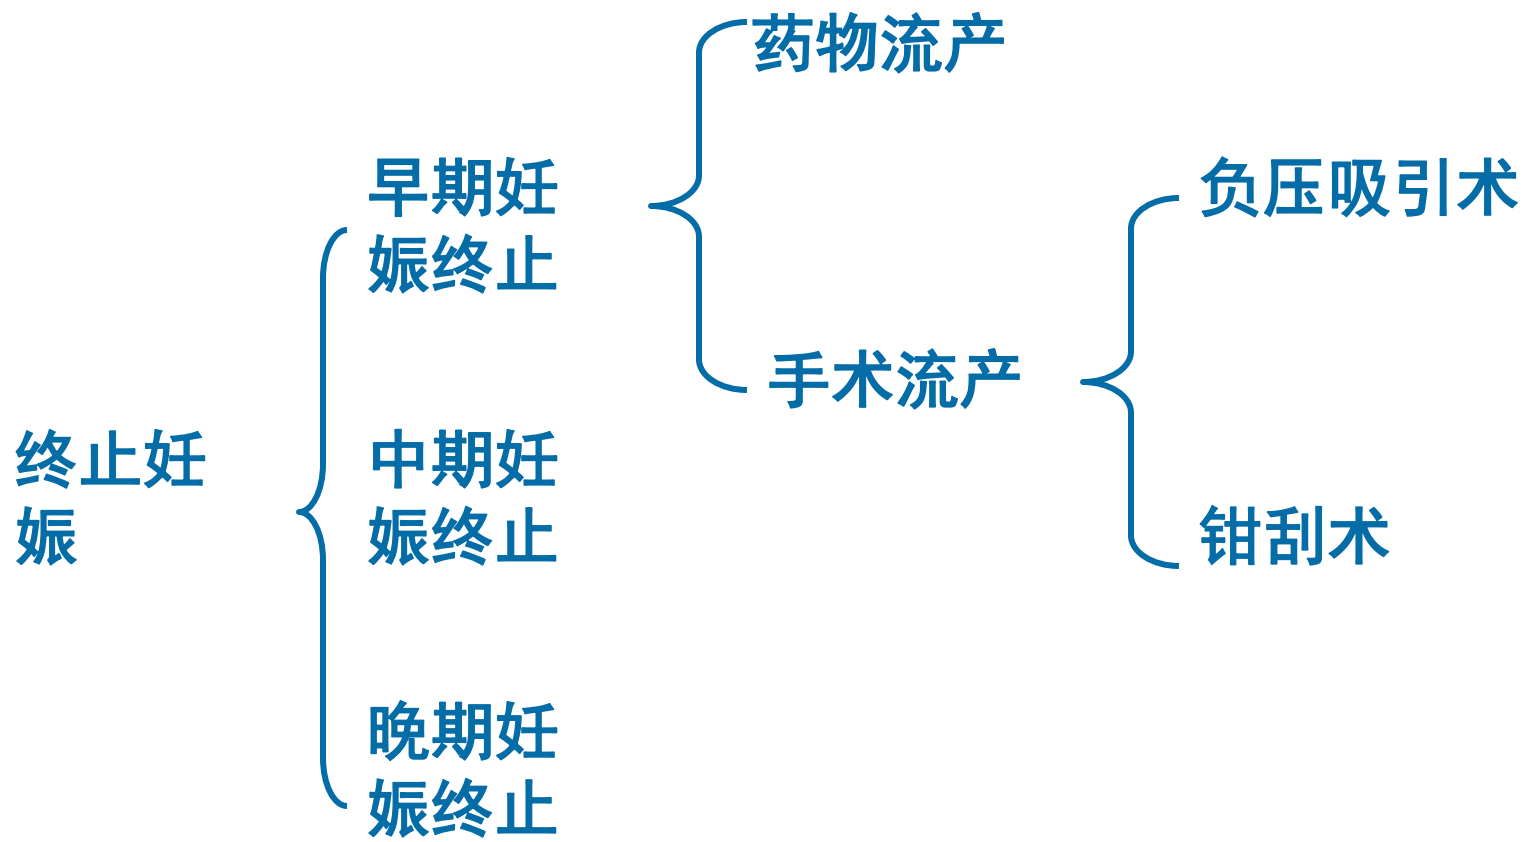 终止妊
娠
早期妊
娠终止
中期妊
娠终止
晚期妊
娠终止
药物流产
手术流产
负压吸引术
钳刮术